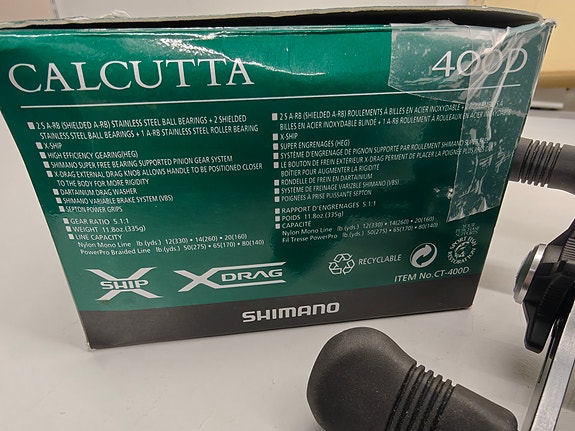 CALCUTTA
400D
2 S A-RB (SHIELDED A-RB) STAINLESS STEEL BALL BEARINGS + 2 SHIELDED
STAINLESS STEEL BALL BEARINGS + 1 A-RB STAINLESS STEEL ROLLER BEARING
X-SHIP
HIGH EFFICIENCY GEARING(HEG)
SHIMANO SUPER FREE BEARING SUPPORTED PINION GEAR SYSTEM
X-DRAG EXTERNAL DRAG KNOB ALLOWS HANDLE TO BE POSITIONED CLOSER
TO THE BODY FOR MORE RIGIDITY
DARTAINIUM DRAG WASHER
SHIMANO VARIABLE BRAKE SYSTEM (VBS)
SEPTON POWER GRIPS
GEAR RATIO 5.1:1
WEIGHT 11.8oz.(335g)
LINE CAPACITY
Nylon Mono Line lb.(yds.) 12(330) • 14(260) • 20(160)
PowerPro Braided Line lb.(yds.) 50(275) • 65(170) • 80(140)
2 S A-RB (SHIELDED A-RB) ROULEMENTS À BILLES EN ACIER INOXYDABLE +
BILLES EN ACIER INOXYDABLE BLINDÉ + 1 A-RB ROULEMENT À ROULEAUX EN ACIER
X-SHIP
SUPER ENGRENAGES (HEG)
SYSTÈME D'ENGRENAGE DE PIGNON SUPPORTÉ PAR ROULEMENT SHIMANO
LE BOUTON DE FREIN EXTÉRIEUR X-DRAG PERMET DE PLACER LA POIGNÉE PLUS
BOÎTIER POUR AUGMENTER LA RIGIDITÉ
RONDELLE DE FREIN EN DARTAINIUM
SYSTÈME DE FREINAGE VARIABLE SHIMANO (VBS)
POIGNÉES À PRISE PUISSANTE SEPTON
RAPPORT D'ENGRENAGES 5.1:1
POIDS 11.8oz.(335g)
CAPACITÉ
Nylon Mono Line lb.(yds.) 12(330) • 14(260) • 20(160)
Fil Tresse PowerPro lb.(yds.) 50(275) • 65(170) • 80(140)
X SHIP
X DRAG
RECYCLABLE
ITEM No.CT-400D
SHIMANO